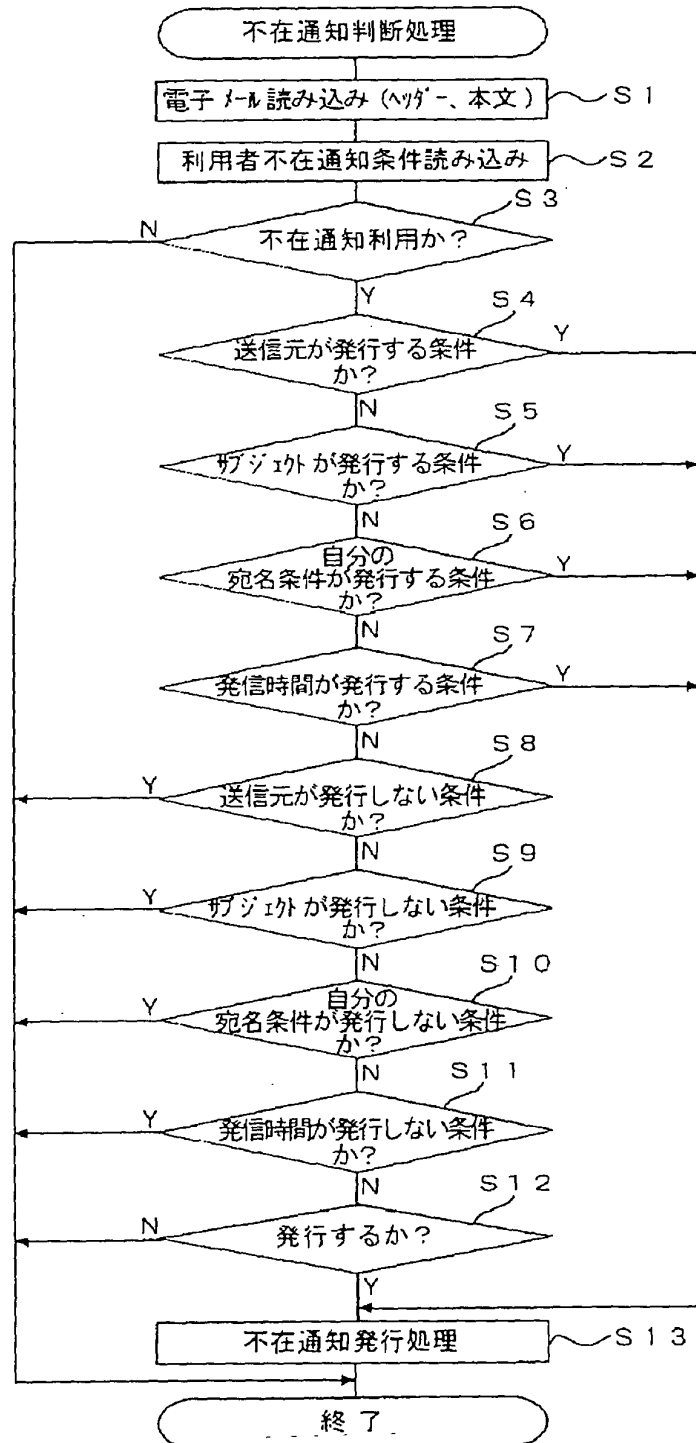 不在通知判断処理
電子メール読み込み(ヘッダー、本文)
S1
利用者不在通知条件読み込み
S2
S3
N
不在通知利用か?
Y
S4
送信元が発行する条件
か?
Y
N
S5
サブジェクトが発行する条件
か?
Y
N
S6
自分の
宛名条件が発行する条件
か?
Y
N
S7
発信時間が発行する条件
か?
Y
N
S8
Y
送信元が発行しない条件
か?
N
S9
Y
サブジェクトが発行しない条件
か?
N
S10
Y
自分の
宛名条件が発行しない条件
か?
N
S11
Y
発信時間が発行しない条件
か?
N
S12
N
発行するか?
Y
不在通知発行処理
S13
終了